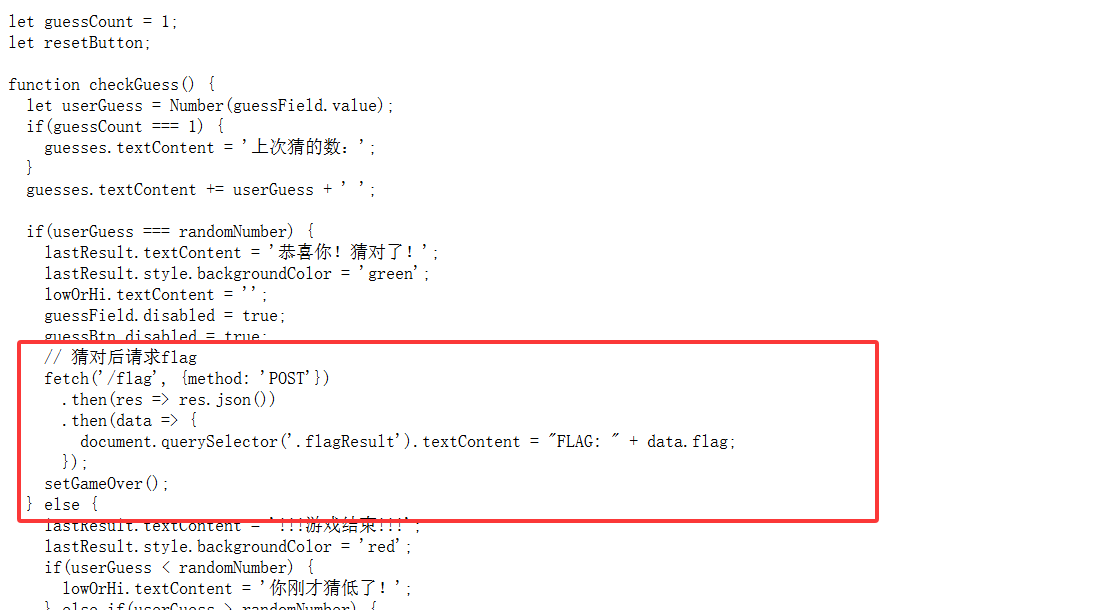 let guessCount = 1;
let resetButton;
function checkGuess() {
let userGuess = Number(guessField.value);
if(guessCount === 1) {
guesses.textContent = '上次猜的数：';
}
guesses.textContent += userGuess + ' ';
if(userGuess === randomNumber) {
lastResult.textContent = '恭喜你！猜对了！';
lastResult.style.backgroundColor = 'green';
lowOrHi.textContent = '';
guessField.disabled = true;
guessBtn.disabled = true;
// 猜对后请求flag
fetch('/flag', {method: 'POST'})
.then(res => res.json())
.then(data => {
document.querySelector('.flagResult').textContent = "FLAG: " + data.flag;
});
setGameOver();
} else {
lastResult.textContent = '!!!游戏结束!!!';
lastResult.style.backgroundColor = 'red';
if(userGuess < randomNumber) {
lowOrHi.textContent = '你刚才猜低了！';
} else if(userGuess > randomNumber) {